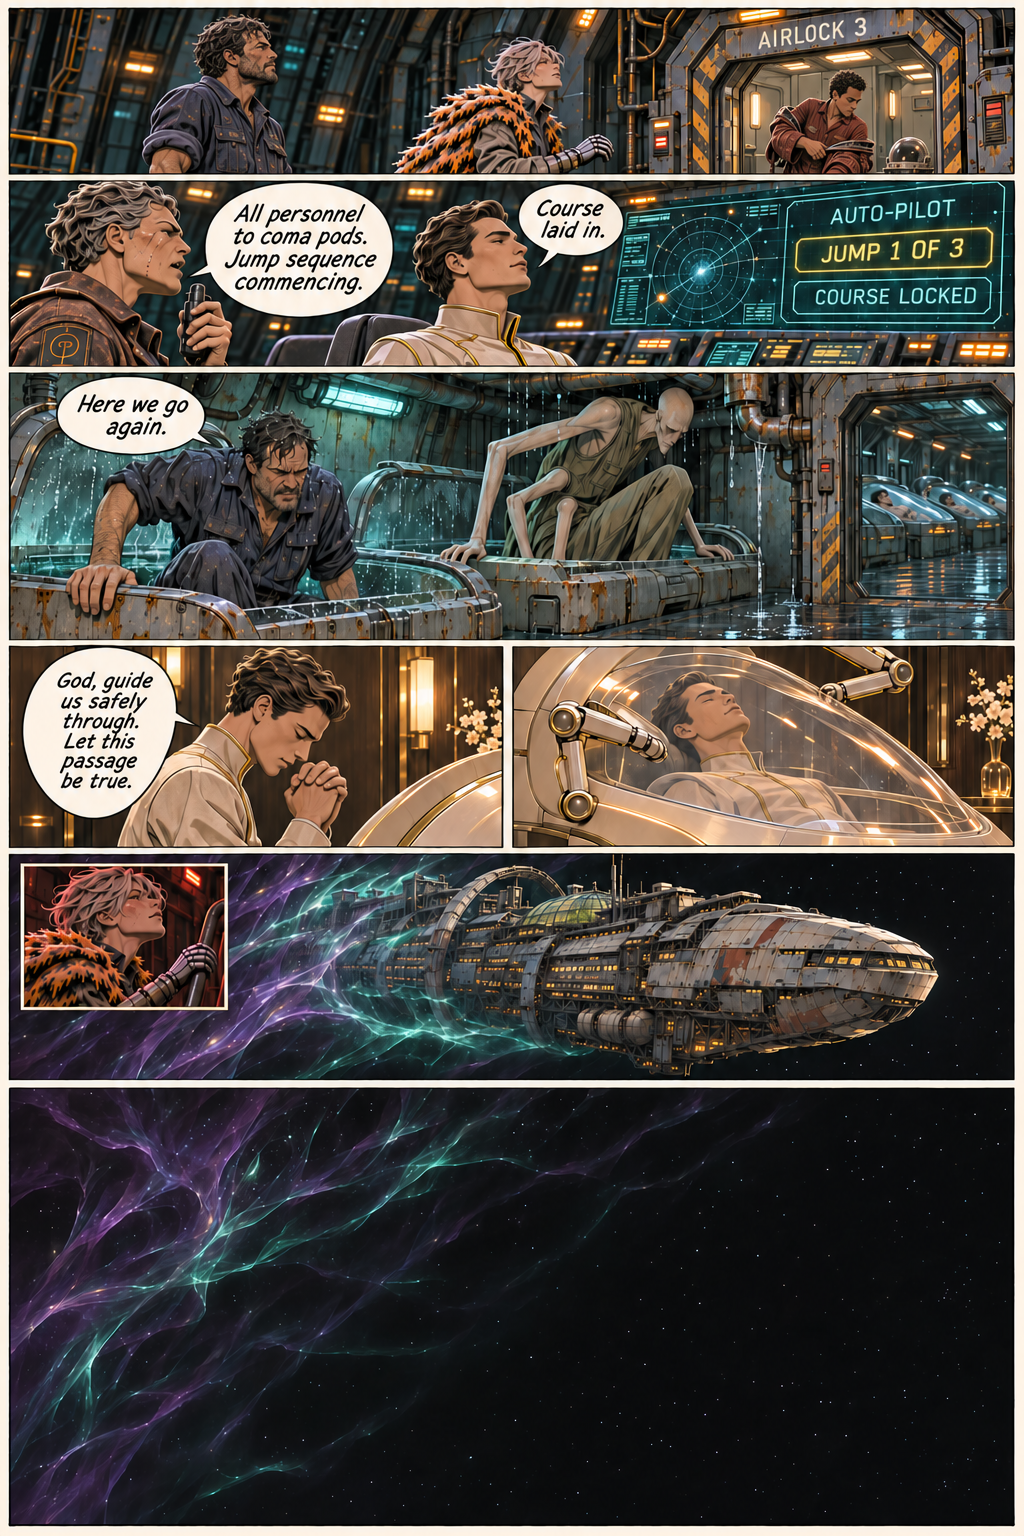 AIRLOCK 3
All personnel
to coma pods.
Jump sequence
commencing.
Course
laid in.
AUTO-PILOT
JUMP 1 OF 3
COURSE LOCKED
Here we go
again.
God, guide
us safely
through.
Let this
passage
be true.